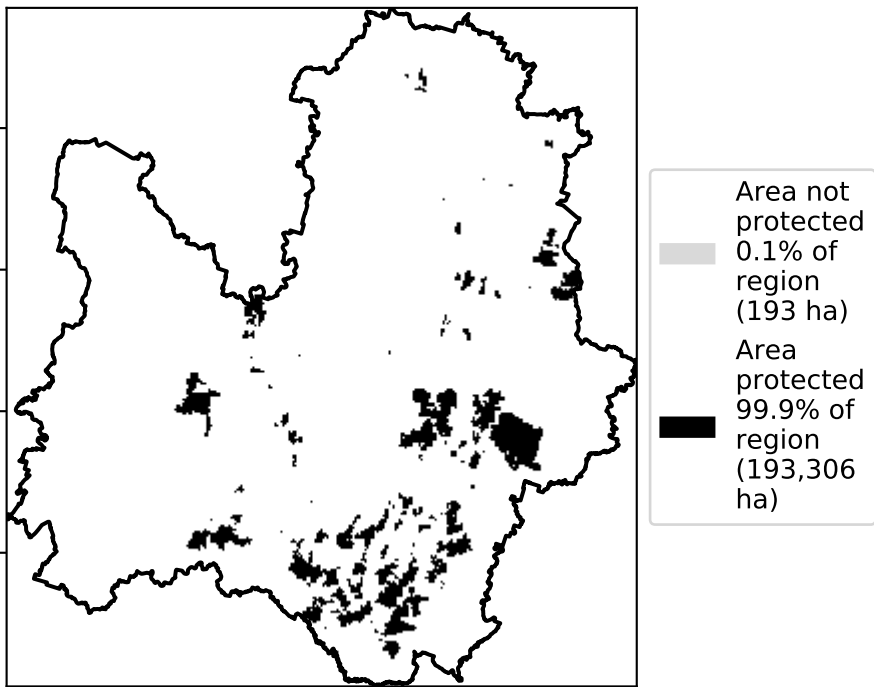 Area not
protected
0.1% of
region
(193 ha)
Area
protected
99.9% of
region
(193,306
ha)